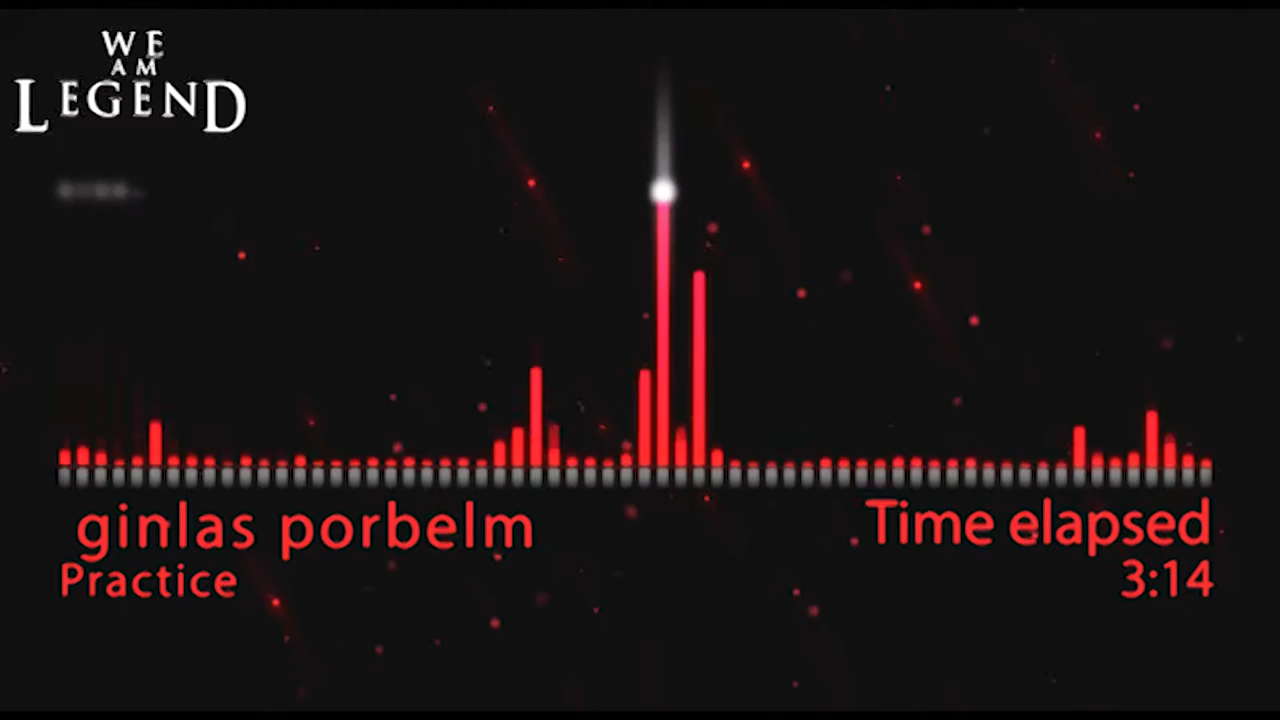 WE
AM
LEGEND
ginlas porbelm
Practice
Time elapsed
3:14